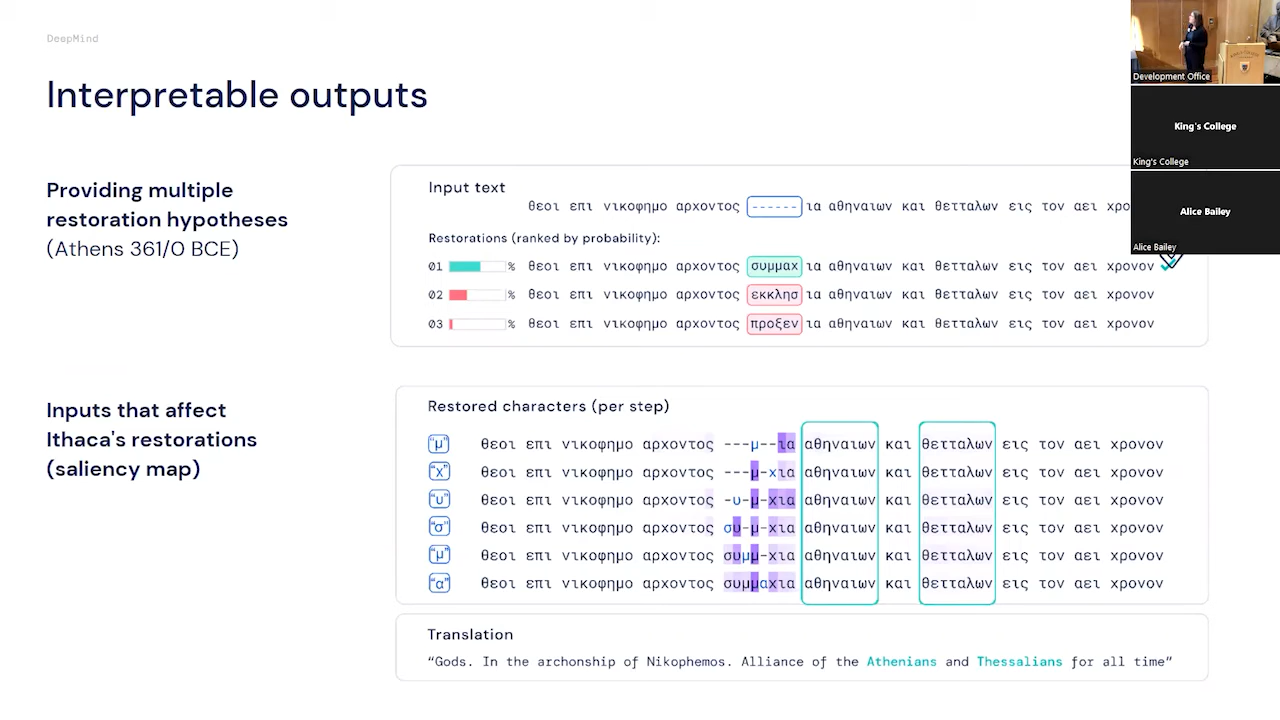 DeepMind
Interpretable outputs
Providing multiple
restoration hypotheses
(Athens 361/0 BCE)
Input text
θεοι επι νικοφημο αρχοντος ------ ια αθηναιων και θετταλων εις τον αει χρο
Restorations (ranked by probability):
01 % θεοι επι νικοφημο αρχοντος συμμαχ ια αθηναιων και θετταλων εις τον αει χρονον
02 % θεοι επι νικοφημο αρχοντος εκκλησ ια αθηναιων και θετταλων εις τον αει χρονον
03 % θεοι επι νικοφημο αρχοντος προξεν ια αθηναιων και θετταλων εις τον αει χρονον
Inputs that affect
Ithaca's restorations
(saliency map)
Restored characters (per step)
"μ" θεοι επι νικοφημο αρχοντος ---μ--ια αθηναιων και θετταλων εις τον αει χρονον
"χ" θεοι επι νικοφημο αρχοντος ---μ-χια αθηναιων και θετταλων εις τον αει χρονον
"υ" θεοι επι νικοφημο αρχοντος -υ-μ-χια αθηναιων και θετταλων εις τον αει χρονον
"σ" θεοι επι νικοφημο αρχοντος συ-μ-χια αθηναιων και θετταλων εις τον αει χρονον
"μ" θεοι επι νικοφημο αρχοντος συμμ-χια αθηναιων και θετταλων εις τον αει χρονον
"α" θεοι επι νικοφημο αρχοντος συμμαχια αθηναιων και θετταλων εις τον αει χρονον
Translation
“Gods. In the archonship of Nikophemos. Alliance of the Athenians and Thessalians for all time”
Development Office
King's College
King's College
Alice Bailey
Alice Bailey